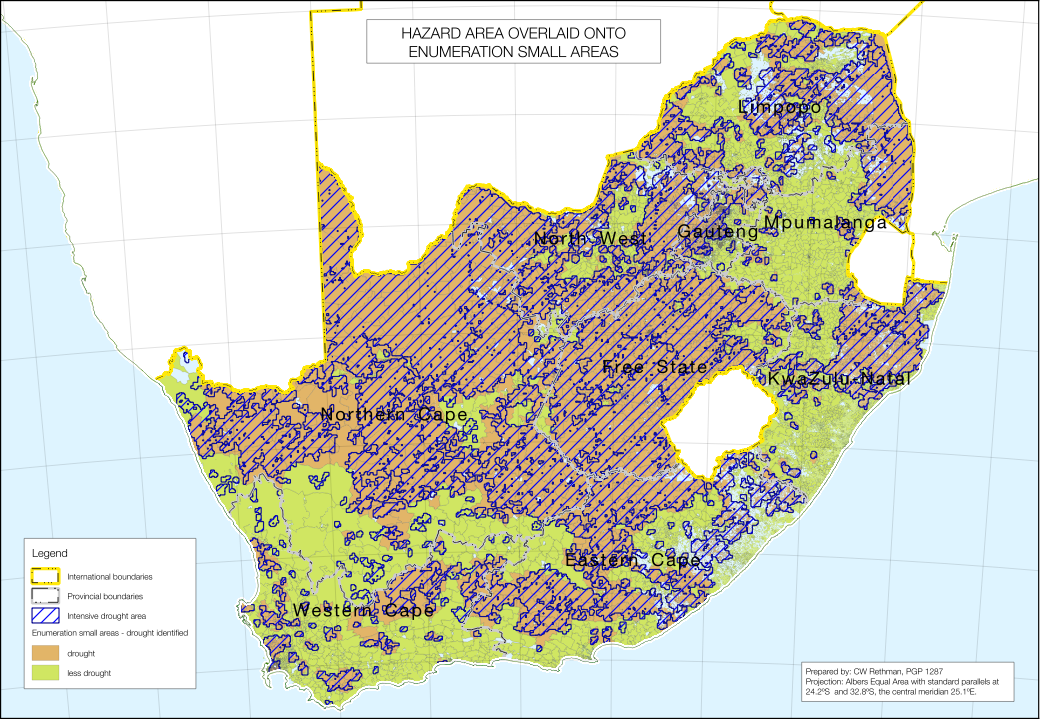 HAZARD AREA OVERLAID ONTO
ENUMERATION SMALL AREAS
Limpopo
Mpumalanga
Gauteng
North West
Free State
KwaZulu-Natal
Northern Cape
Eastern Cape
Western Cape
Legend
International boundaries
Provincial boundaries
Intensive drought area
Enumeration small areas - drought identified
drought
less drought
Prepared by: CW Rethman, PGP 1287
Projection: Albers Equal Area with standard parallels at
24.2ºS and 32.8ºS, the central meridian 25.1ºE.